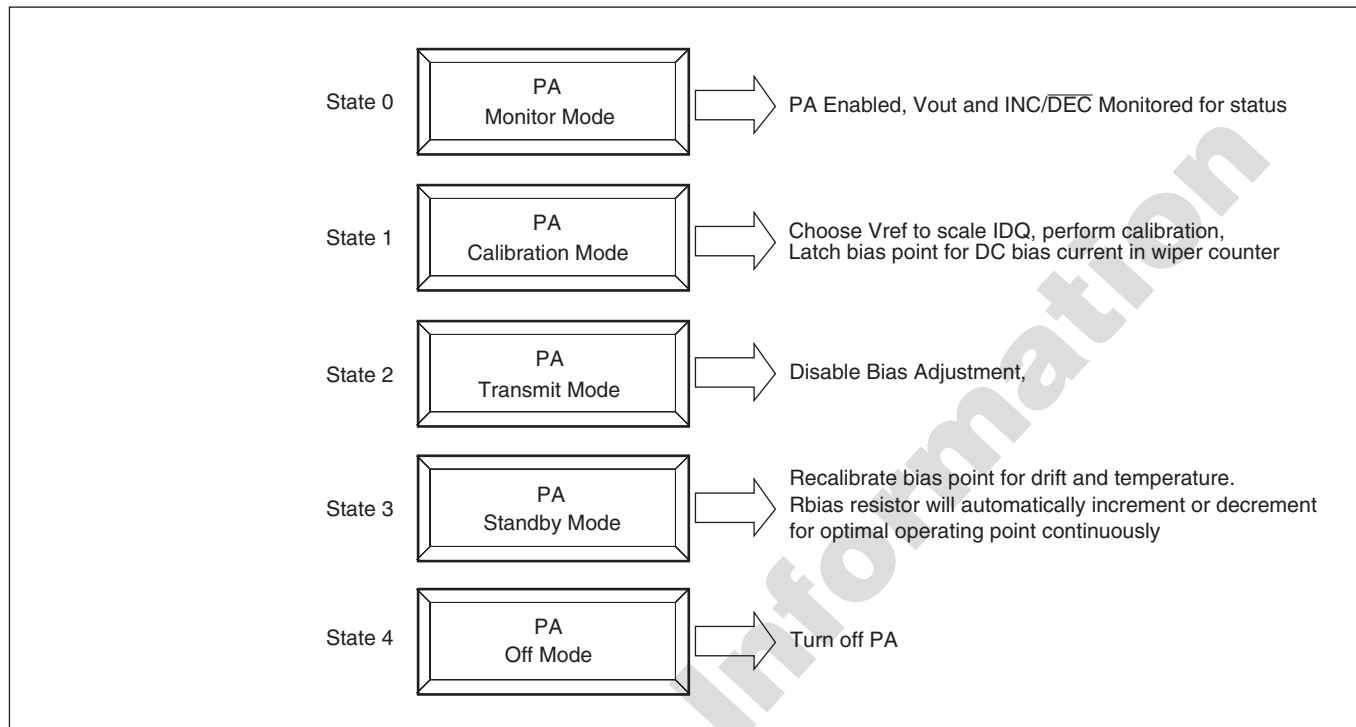 State 0
PA
Monitor Mode
PA Enabled, Vout and INC/D̅E̅C̅ Monitored for status
State 1
PA
Calibration Mode
Choose Vref to scale IDQ, perform calibration,
Latch bias point for DC bias current in wiper counter
State 2
PA
Transmit Mode
Disable Bias Adjustment,
State 3
PA
Standby Mode
Recalibrate bias point for drift and temperature.
Rbias resistor will automatically increment or decrement
for optimal operating point continuously
State 4
PA
Off Mode
Turn off PA
Information